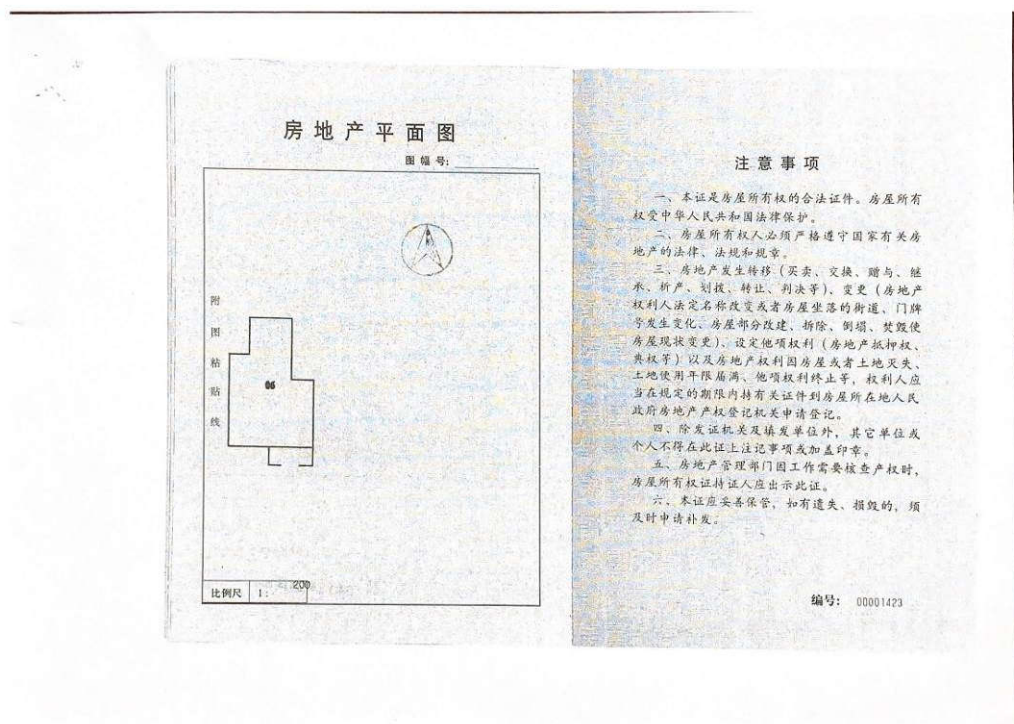 房地产平面图
图幅号:
附图粘贴线
06
比例尺 1: 200
注意事项
一、本证是房屋所有权的合法证件。房屋所有
权受中华人民共和国法律保护。
二、房屋所有权人必须严格遵守国家有关房
地产的法律、法规和规章。
三、房地产发生转移（买卖、交换、赠与、继
承、析产、划拨、转让、判决等）、变更（房地产
权利人法定名称改变或者房屋坐落的街道、门牌
号发生变化、房屋部分改建、拆除、倒塌、焚毁使
房屋现状变更）、设定他项权利（房地产抵押权、
典权等）以及房地产权利因房屋或者土地灭失、
土地使用年限届满、他项权利终止等，权利人应
当在规定的期限内持有关证件到房屋所在地人民
政府房地产产权登记机关申请登记。
四、除发证机关及填发单位外，其它单位或
个人不得在此证上注记事项或加盖印章。
五、房地产管理部门因工作需要核查产权时，
房屋所有权证持证人应出示此证。
六、本证应妥善保管，如有遗失、损毁的，须
及时申请补发。
编号: 00001423